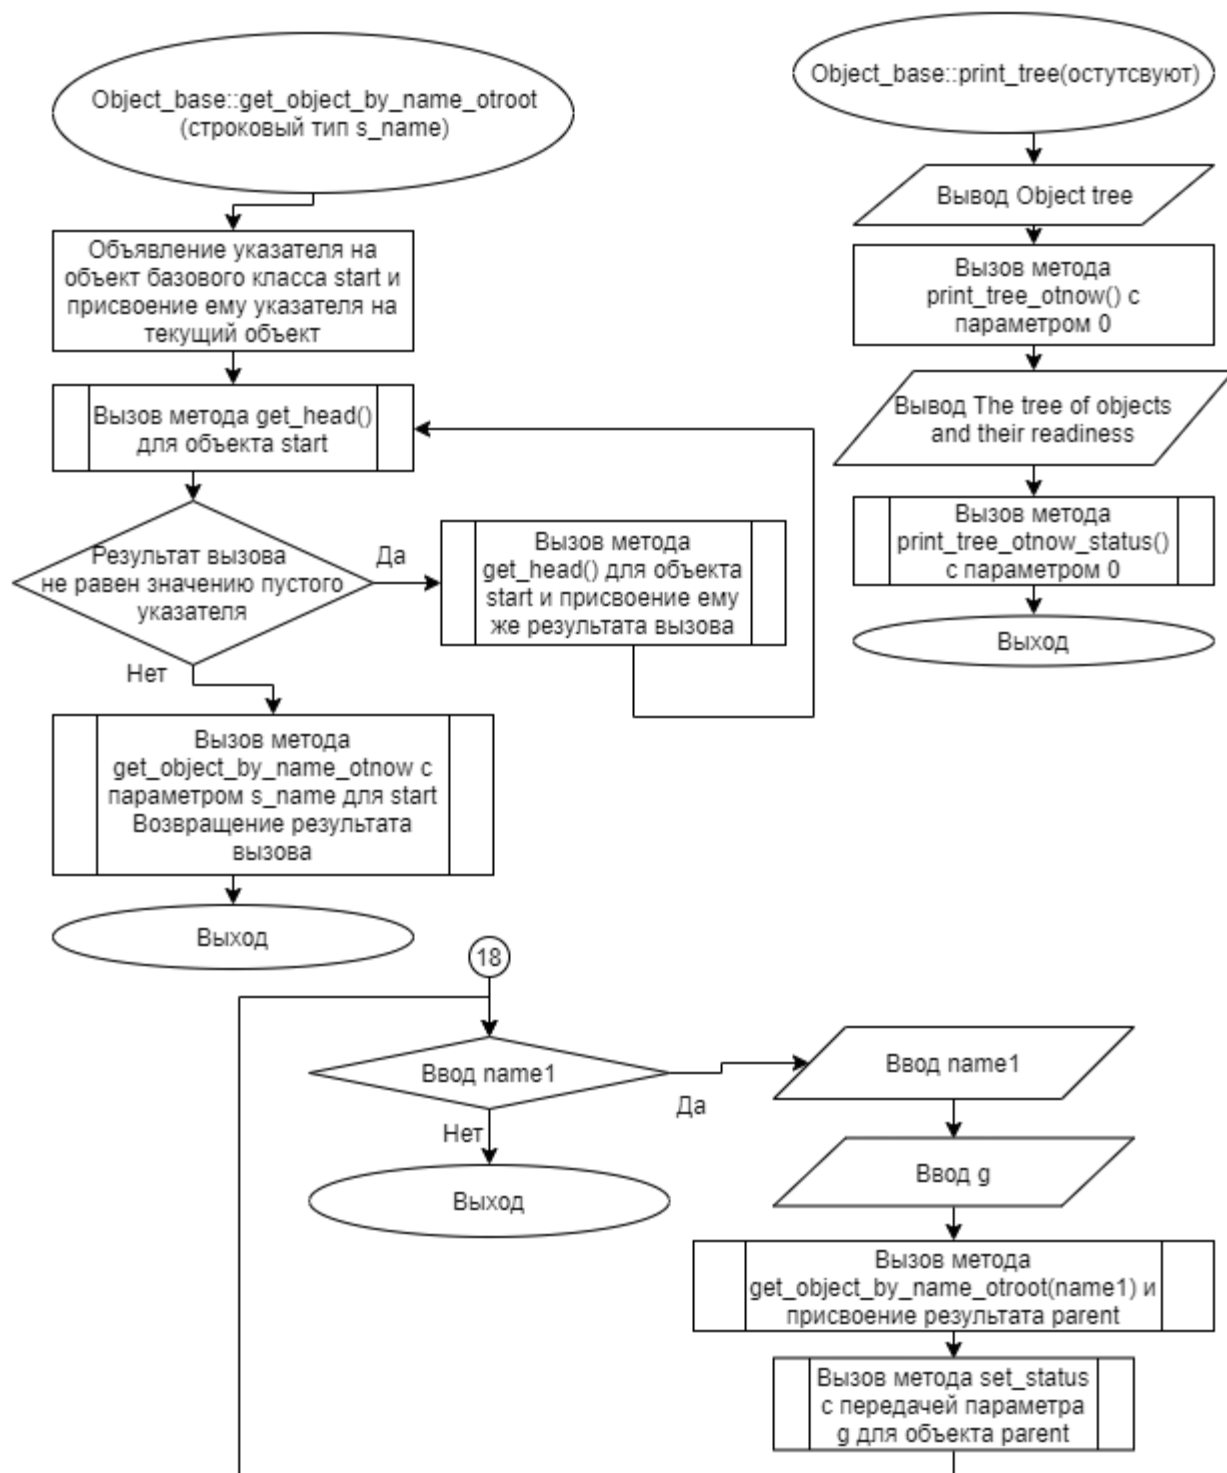 Object_base::get_object_by_name_otroot
(строковый тип s_name)
Объявление указателя на
объект базового класса start и
присвоение ему указателя на
текущий объект
Вызов метода get_head()
для объекта start
Результат вызова
не равен значению пустого
указателя
Да
Вызов метода
get_head() для объекта
start и присвоение ему
же результата вызова
Нет
Вызов метода
get_object_by_name_otnow с
параметром s_name для start
Возвращение результата
вызова
Выход
Object_base::print_tree(остутсвуют)
Вывод Object tree
Вызов метода
print_tree_otnow() с
параметром 0
Вывод The tree of objects
and their readiness
Вызов метода
print_tree_otnow_status()
с параметром 0
Выход
18
Ввод name1
Да
Нет
Выход
Ввод name1
Ввод g
Вызов метода
get_object_by_name_otroot(name1) и
присвоение результата parent
Вызов метода set_status
с передачей параметра
g для объекта parent